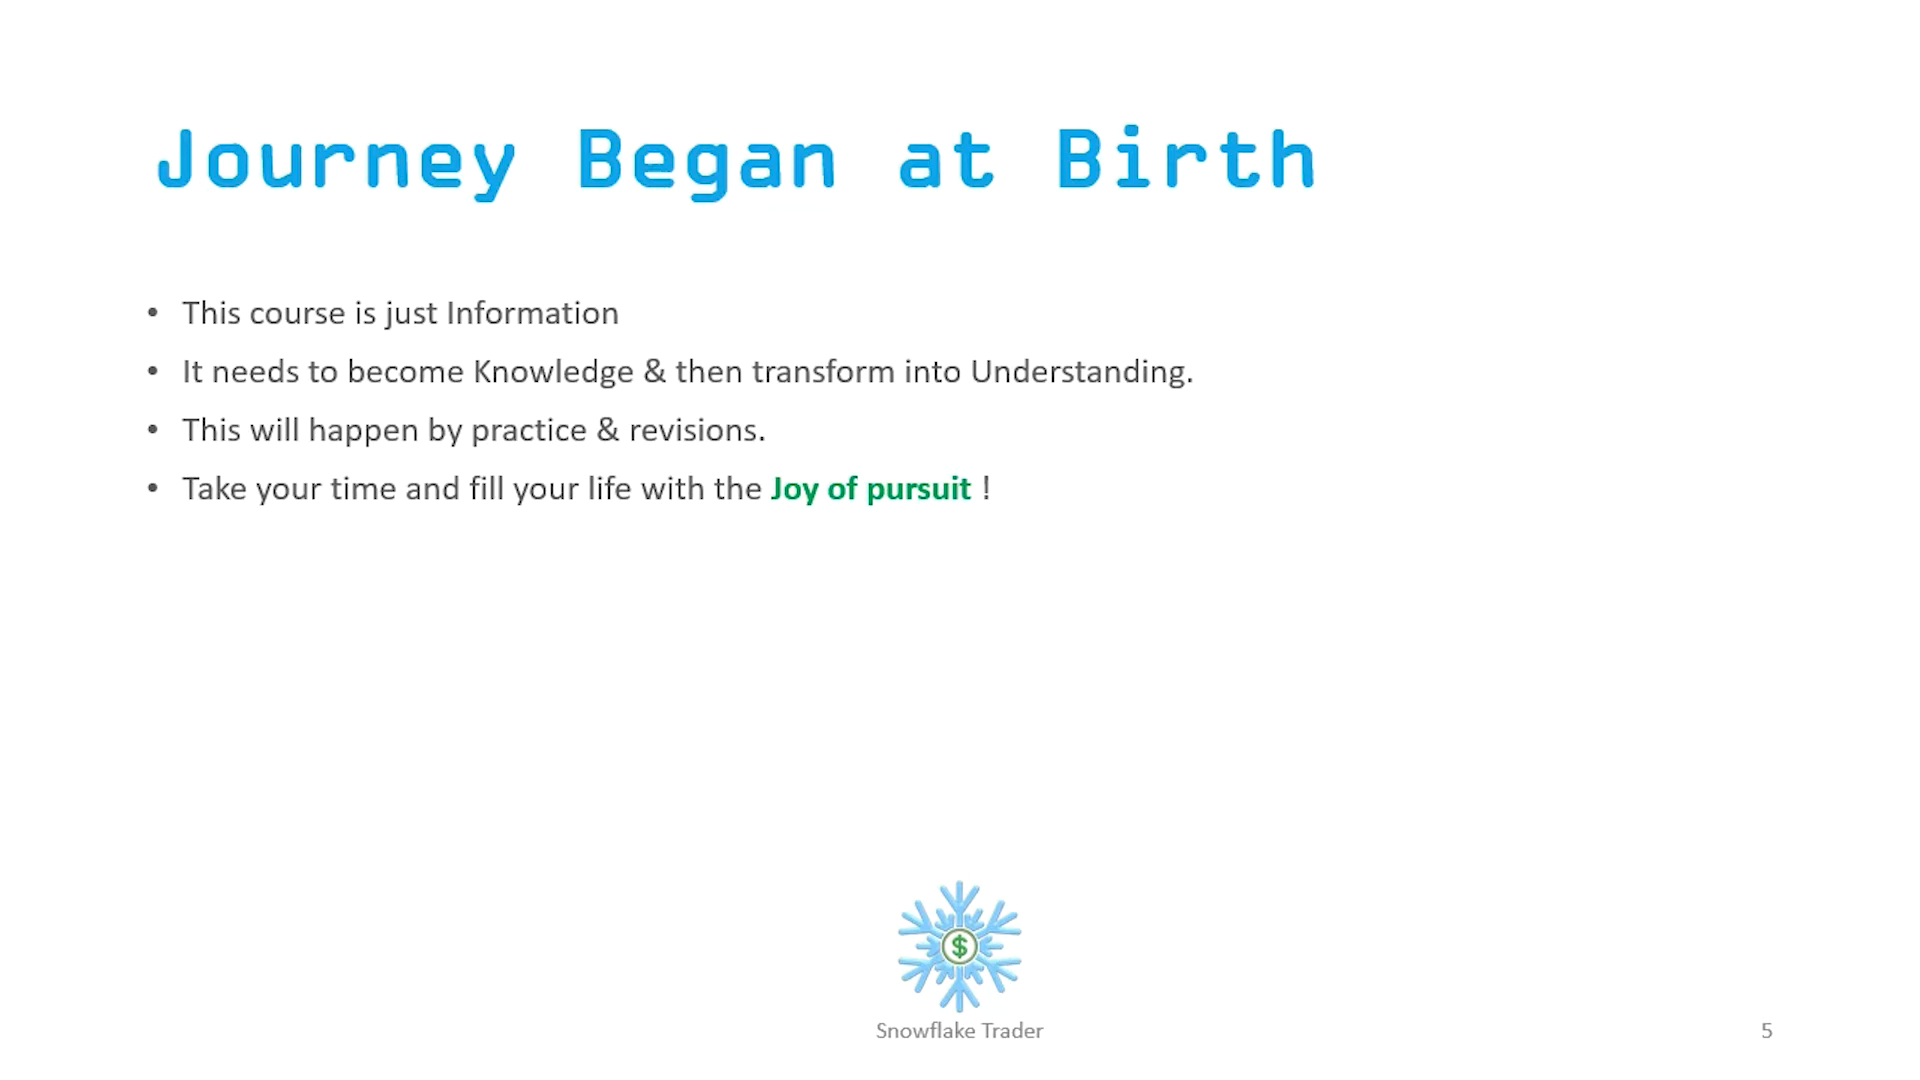 Journey Began at Birth
• This course is just Information
• It needs to become Knowledge & then transform into Understanding.
• This will happen by practice & revisions.
• Take your time and fill your life with the Joy of pursuit !
$
Snowflake Trader
5